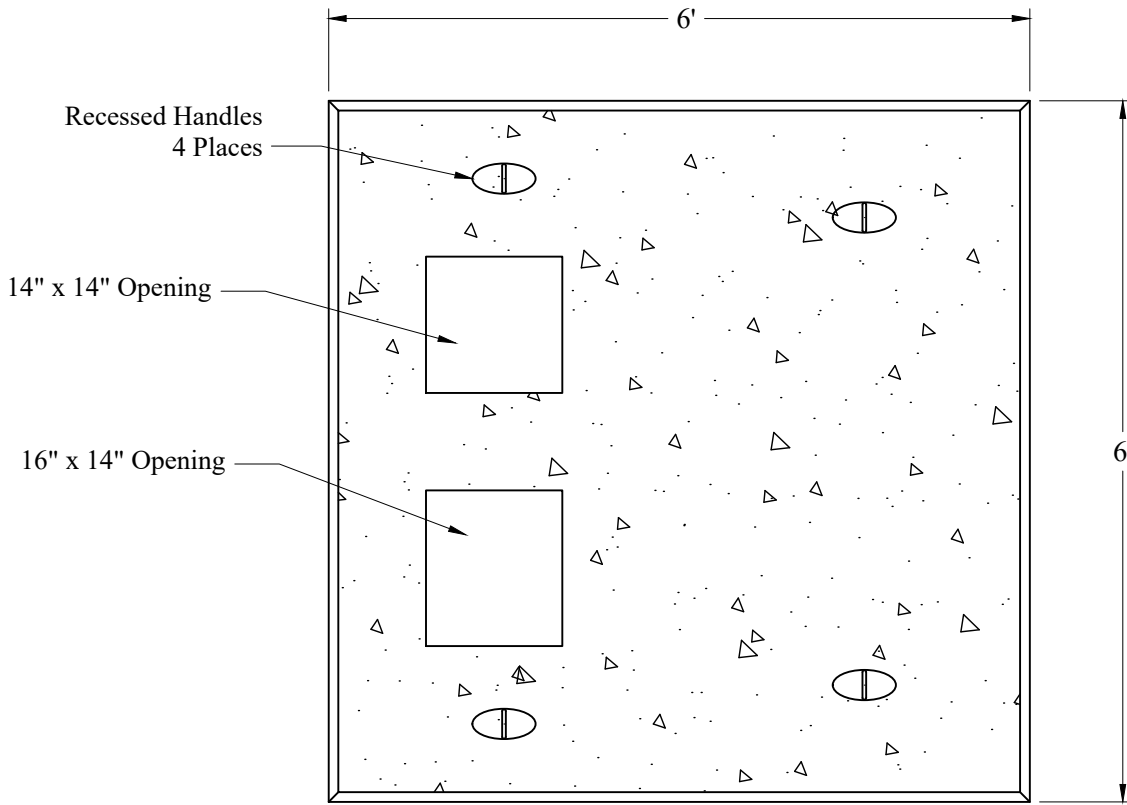 6'
Recessed Handles
4 Places
14" x 14" Opening
16" x 14" Opening
6